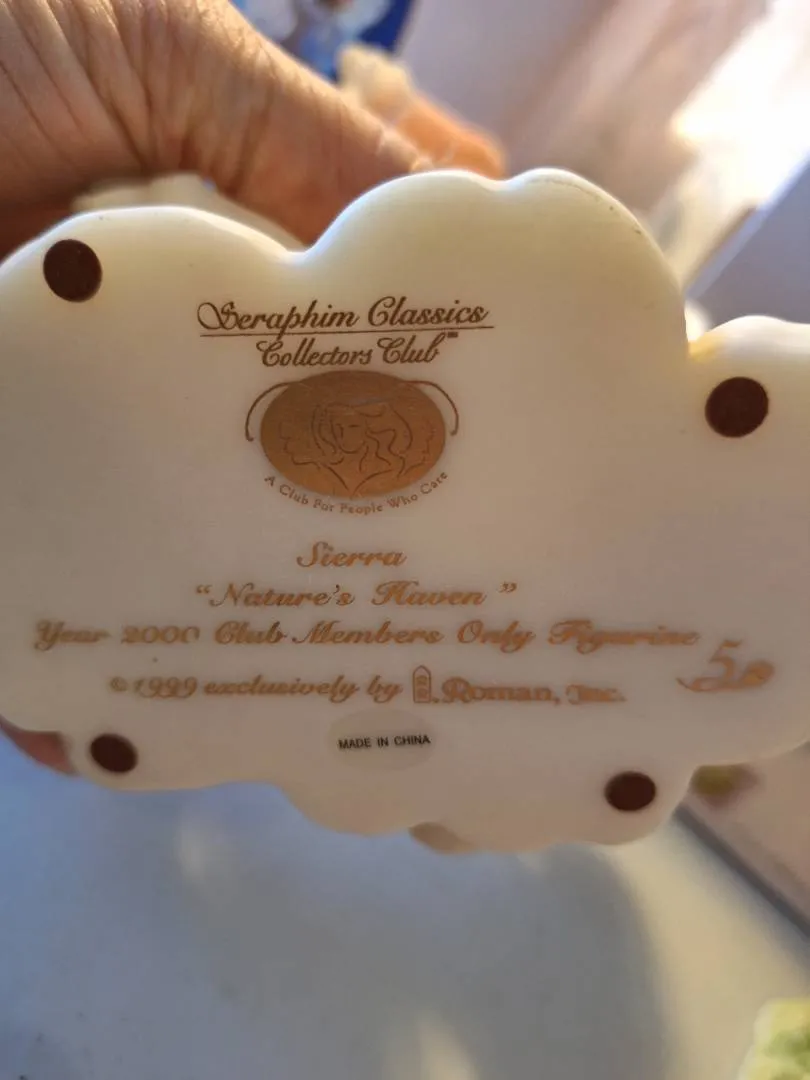 Seraphim Classics
Collectors Club™
A Club For People Who Care
Sierra
"Nature's Haven"
Year 2000 Club Members Only Figurine
©1999 exclusively by Roman, Inc.
MADE IN CHINA